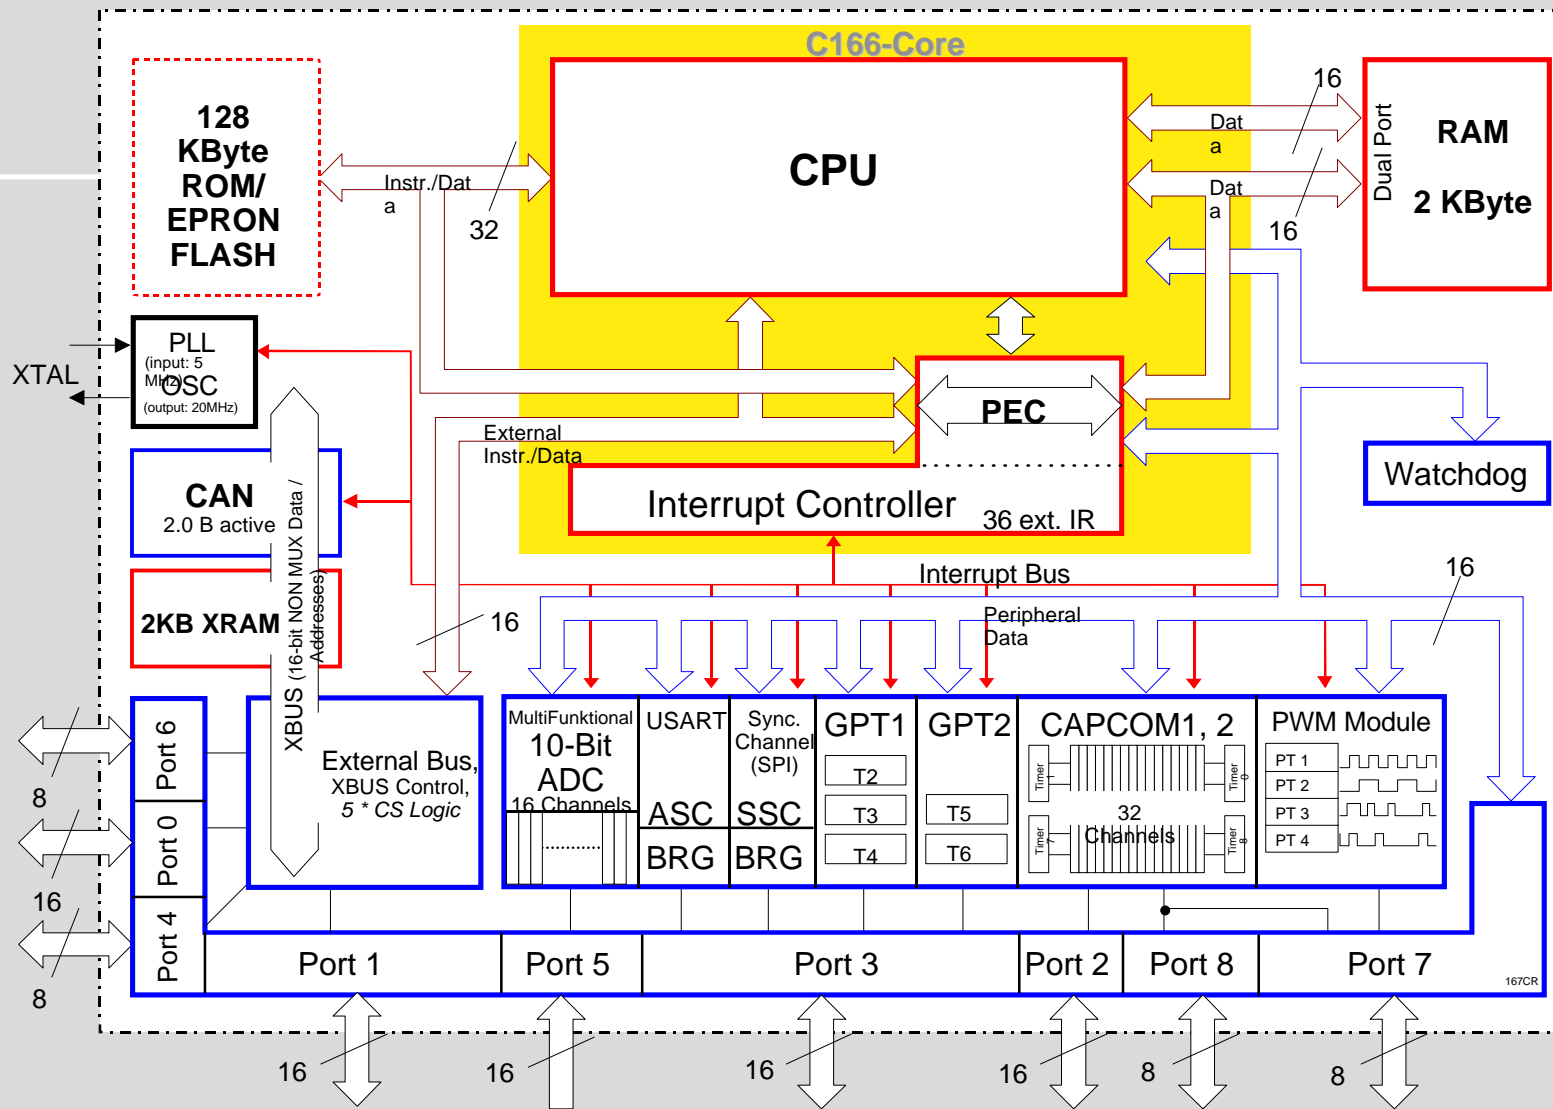 C166-Core
128
KByte
ROM/
EPRON
FLASH
CPU
Instr./Dat
a
32
Dat
a
16
Dat
a
16
Dual Port
RAM
2 KByte
XTAL
PLL
(input: 5
MHz)
OSC
(output: 20MHz)
PEC
External
Instr./Data
Interrupt Controller
36 ext. IR
Watchdog
CAN
2.0 B active
2KB XRAM
XBUS (16-bit NON MUX Data /
Addresses)
Interrupt Bus
Peripheral
Data
16
16
Port 6
Port 0
Port 4
8
16
8
External Bus,
XBUS Control,
5 * CS Logic
MultiFunktional
10-Bit
ADC
16 Channels
USART
ASC
BRG
Sync.
Channel
(SPI)
SSC
BRG
GPT1
T2
T3
T4
GPT2
T5
T6
CAPCOM1, 2
Timer
1
Timer
0
32
Channels
Timer
7
Timer
8
PWM Module
PT 1
PT 2
PT 3
PT 4
Port 1
Port 5
Port 3
Port 2
Port 8
Port 7
167CR
16
16
16
16
8
8